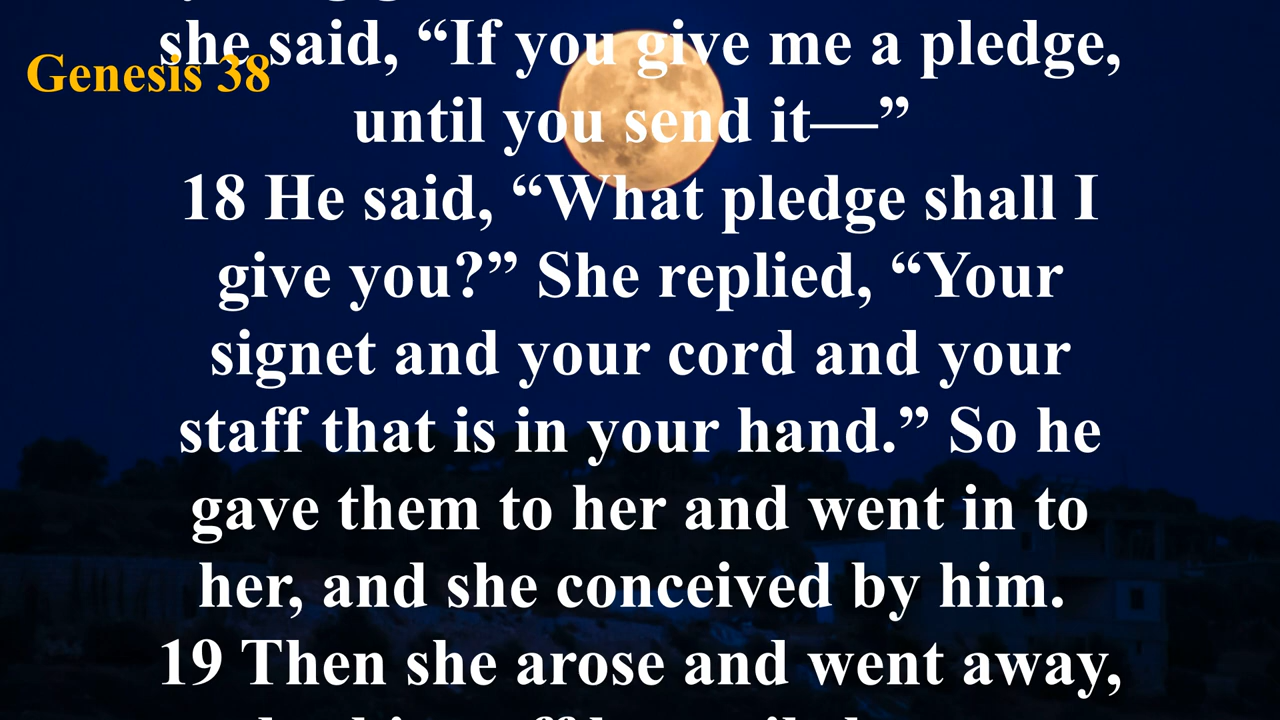 she said, “If you give me a pledge,
Genesis 38
until you send it—”
18 He said, “What pledge shall I
give you?” She replied, “Your
signet and your cord and your
staff that is in your hand.” So he
gave them to her and went in to
her, and she conceived by him.
19 Then she arose and went away,